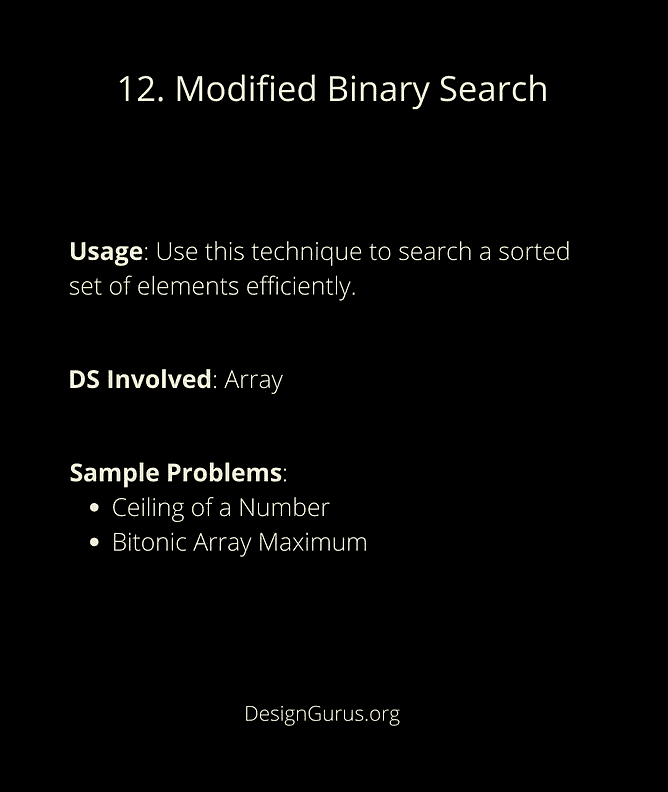 12. Modified Binary Search
Usage: Use this technique to search a sorted
set of elements efficiently.
DS Involved: Array
Sample Problems:
• Ceiling of a Number
• Bitonic Array Maximum
DesignGurus.org